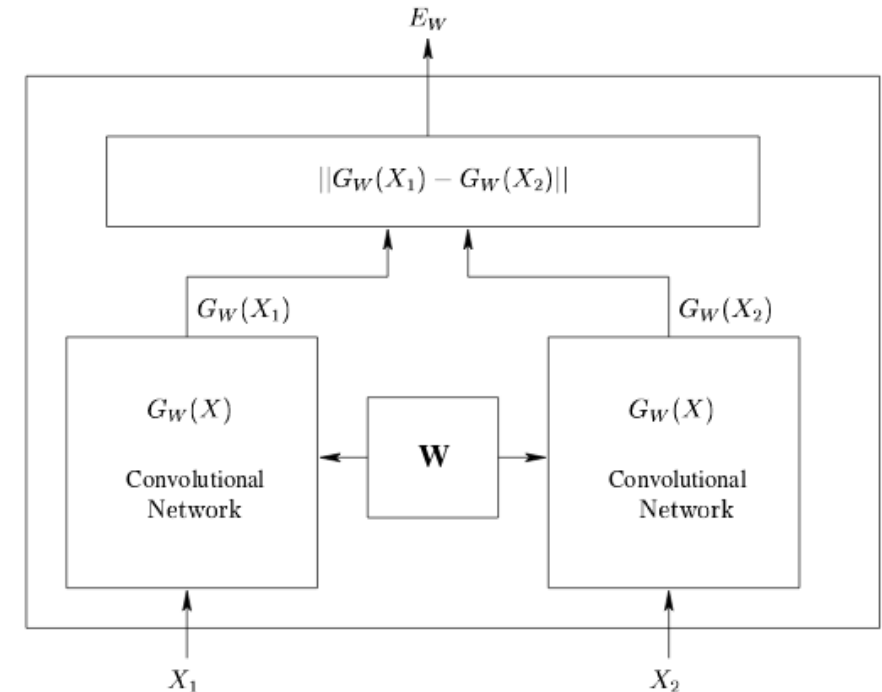 E_W
||G_W(X_1) − G_W(X_2)||
G_W(X_1)
G_W(X_2)
G_W(X)
Convolutional
Network
W
G_W(X)
Convolutional
Network
X_1
X_2